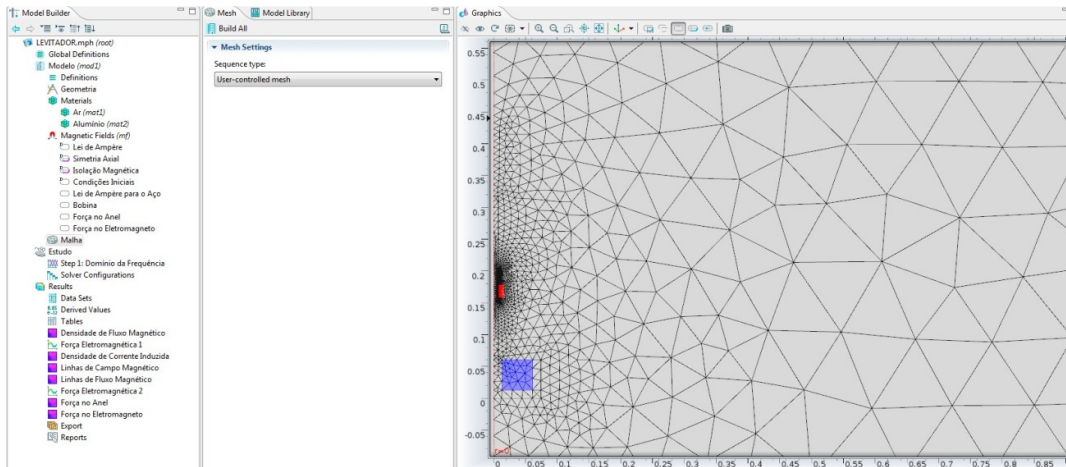 Model Builder
LEVITADOR.mph (root)
Global Definitions
Modelo (mod1)
Definitions
Geometria
Materials
Ar (mat1)
Alumínio (mat2)
Magnetic Fields (mf)
Lei de Ampère
Simetria Axial
Isolação Magnética
Condições Iniciais
Lei de Ampère para o Aço
Bobina
Força no Anel
Força no Eletromagneto
Malha
Estudo
Step 1: Domínio da Frequência
Solver Configurations
Results
Data Sets
Derived Values
Tables
Densidade de Fluxo Magnético
Força Eletromagnética 1
Densidade de Corrente Induzida
Linhas de Campo Magnético
Linhas de Fluxo Magnético
Força Eletromagnética 2
Força no Anel
Força no Eletromagneto
Export
Reports
Mesh Model Library
Build All
Mesh Settings
Sequence type:
User-controlled mesh
Graphics
0.55
0.5
0.45
0.4
0.35
0.3
0.25
0.2
0.15
0.1
0.05
0
-0.05
r=0
0 0.05 0.1 0.15 0.2 0.25 0.3 0.35 0.4 0.45 0.5 0.55 0.6 0.65 0.7 0.75 0.8 0.85